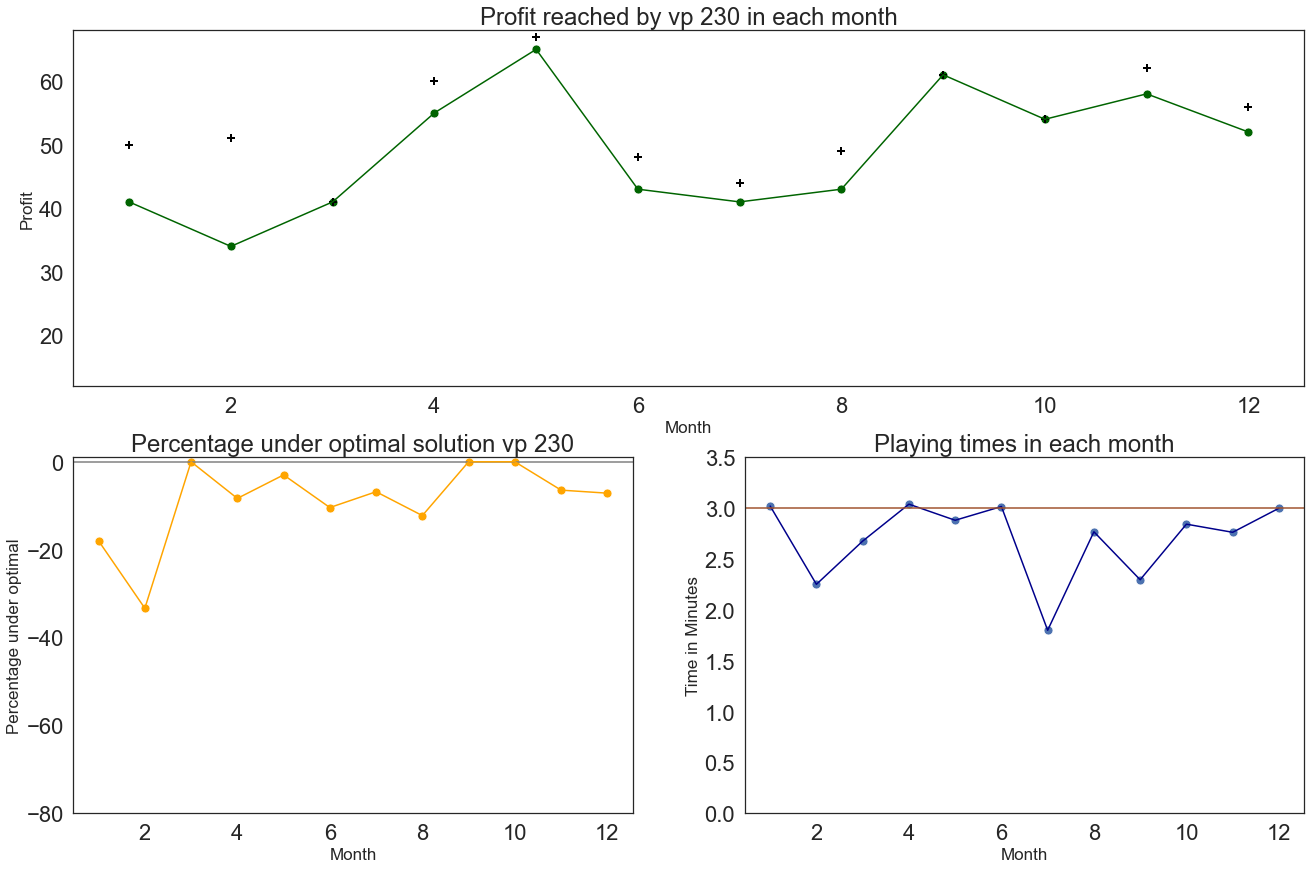 Profit reached by vp 230 in each month
60
50
40
30
20
Profit
2 4 6 8 10 12
Month
Percentage under optimal solution vp 230
0
−20
−40
−60
−80
Percentage under optimal
2 4 6 8 10 12
Month
Playing times in each month
3.5
3.0
2.5
2.0
1.5
1.0
0.5
0.0
Time in Minutes
2 4 6 8 10 12
Month